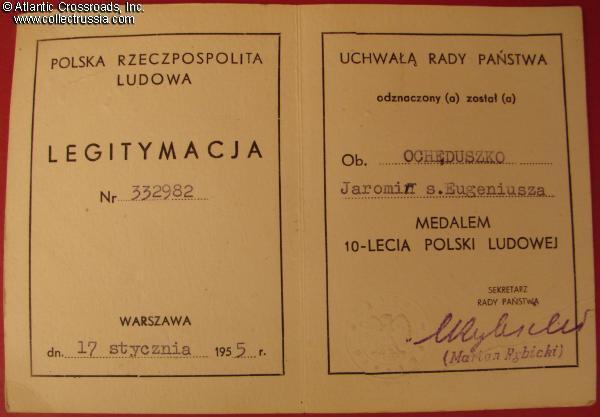 © Atlantic Crossroads, Inc.
www.collectrussia.com
POLSKA RZECZPOSPOLITA
LUDOWA
LEGITYMACJA
Nr 332982
WARSZAWA
dn. 17 stycznia 1955 r.
UCHWAŁĄ RADY PAŃSTWA
odznaczony (a) został (a)
Ob. OCHĘDUSZKO
Jaromir s.Eugeniusza
MEDALEM
10-LECIA POLSKI LUDOWEJ
SEKRETARZ
RADY PAŃSTWA
(Marian Rybicki)